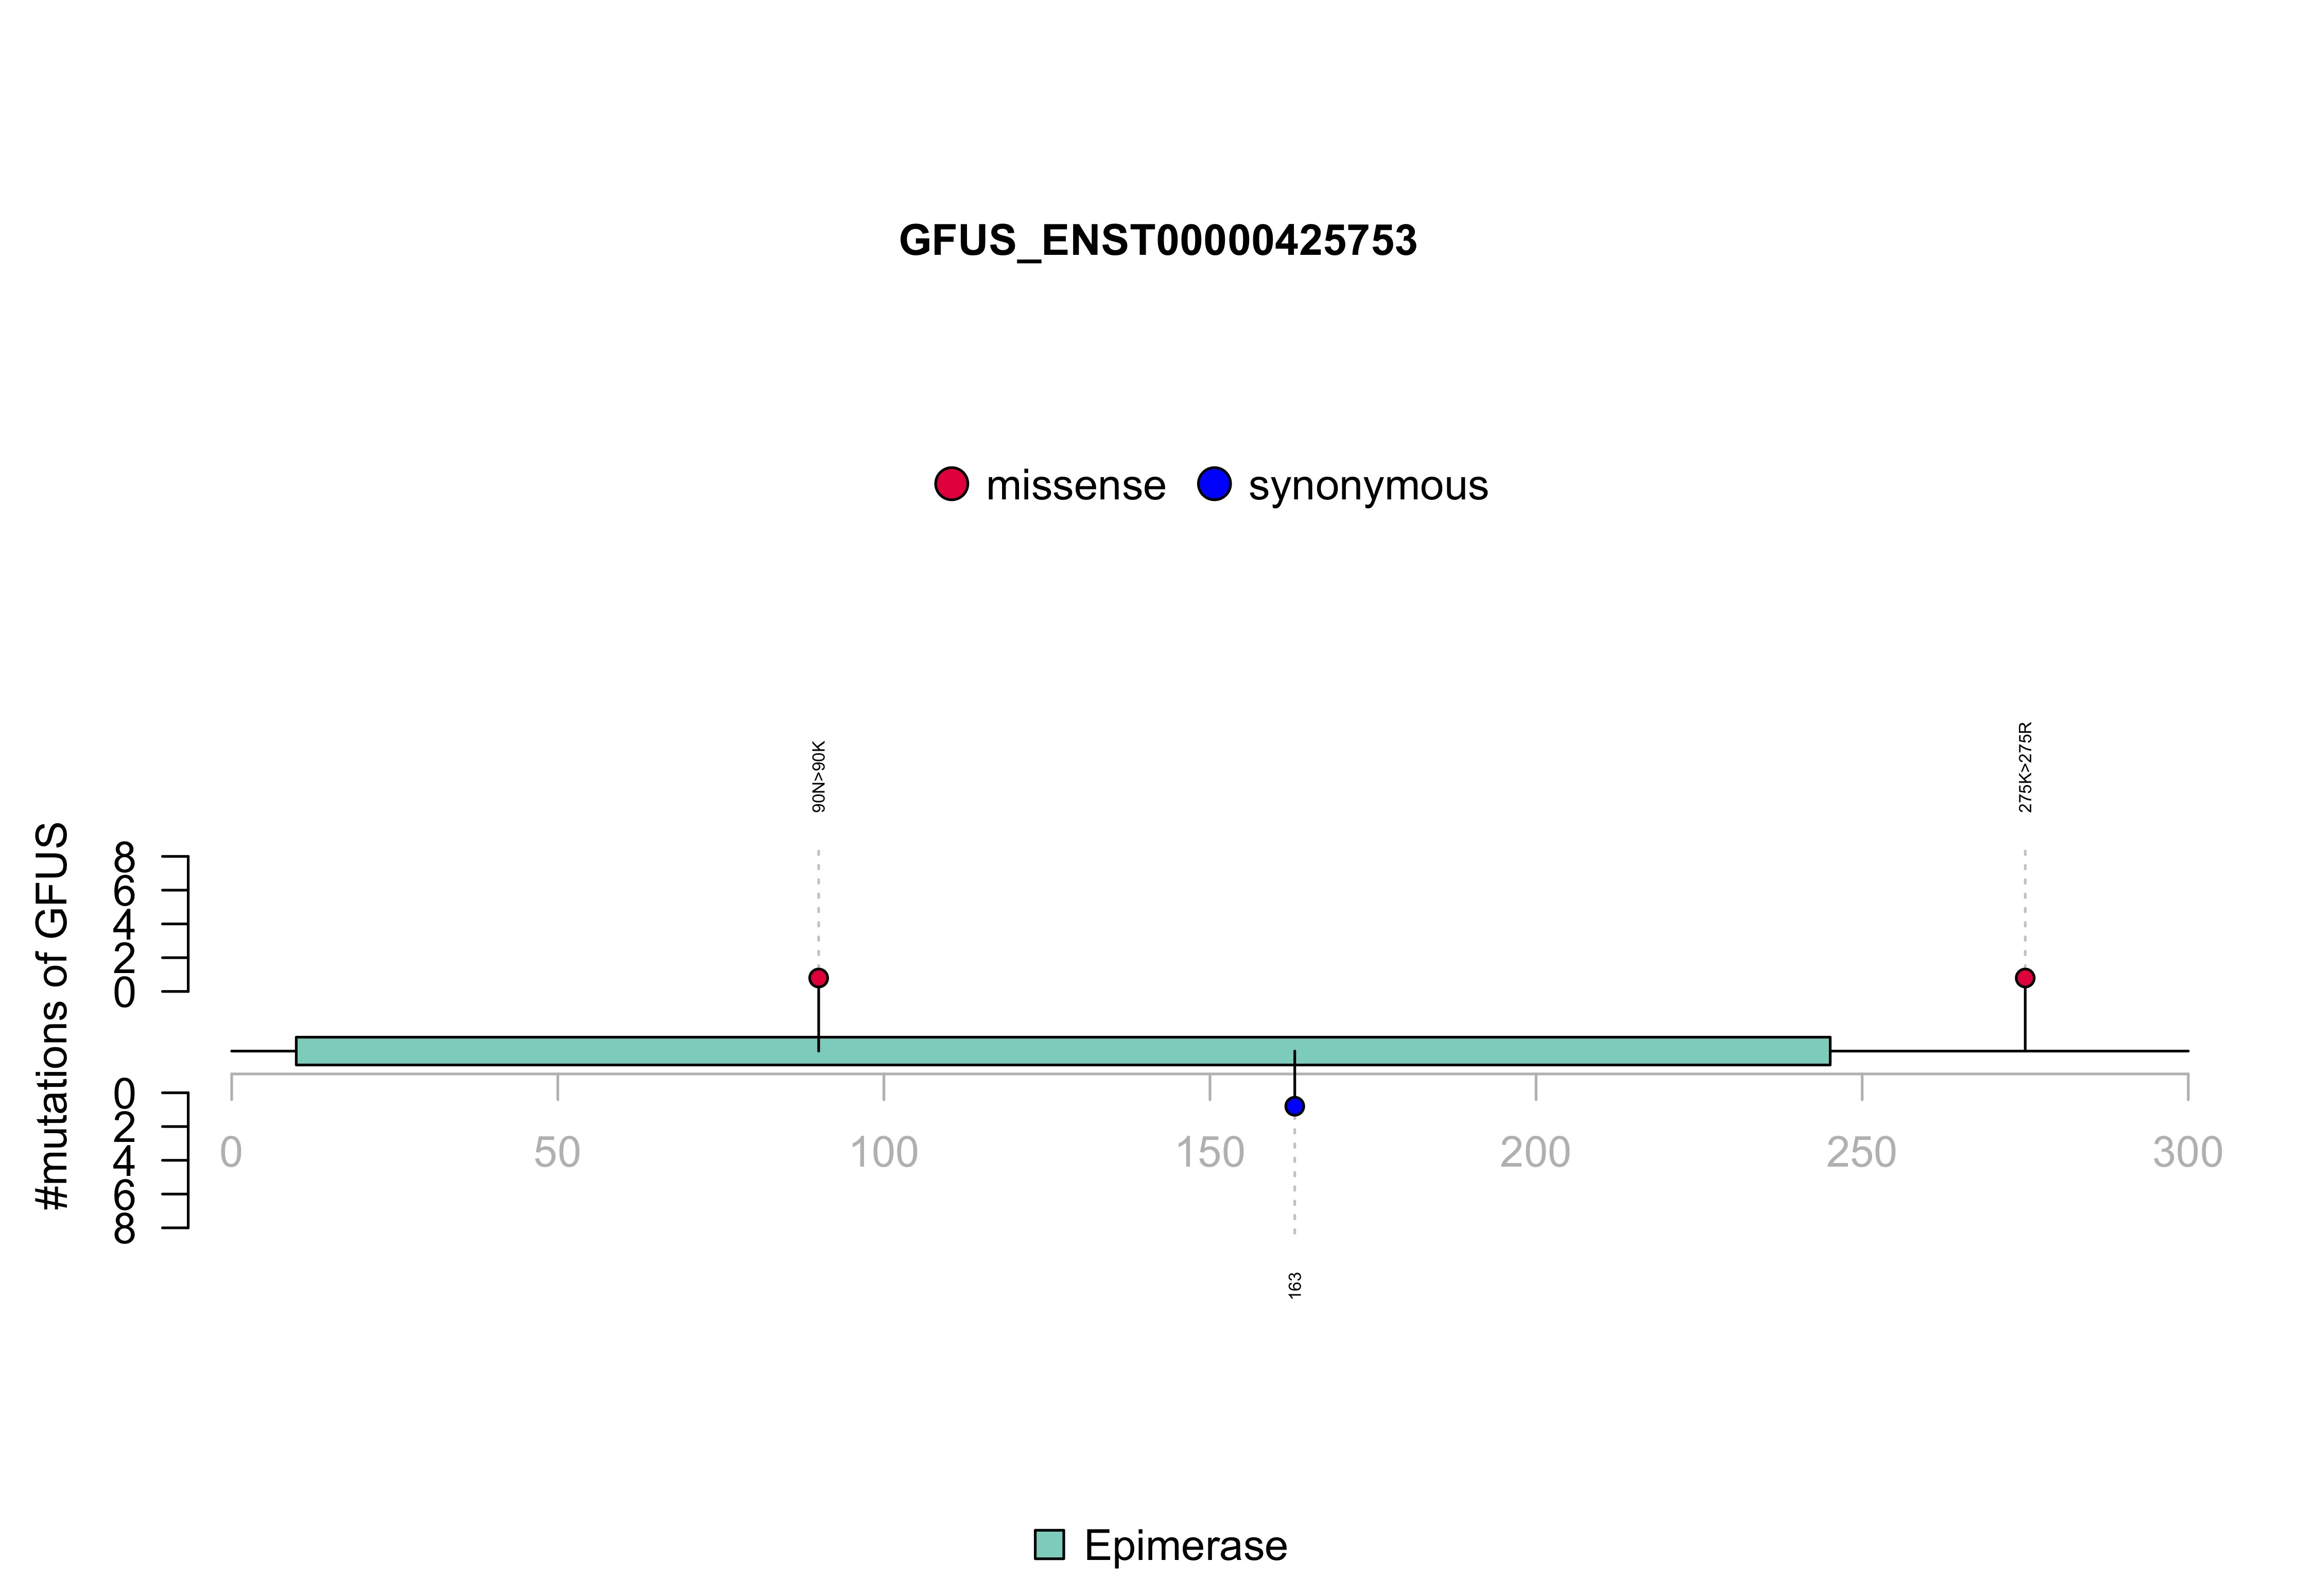 GFUS_ENST00000425753
missense synonymous
90N>90K
275K>275R
#mutations of GFUS
8
6
4
2
0
0
2
4
6
8
0 50 100 150 200 250 300
163
Epimerase